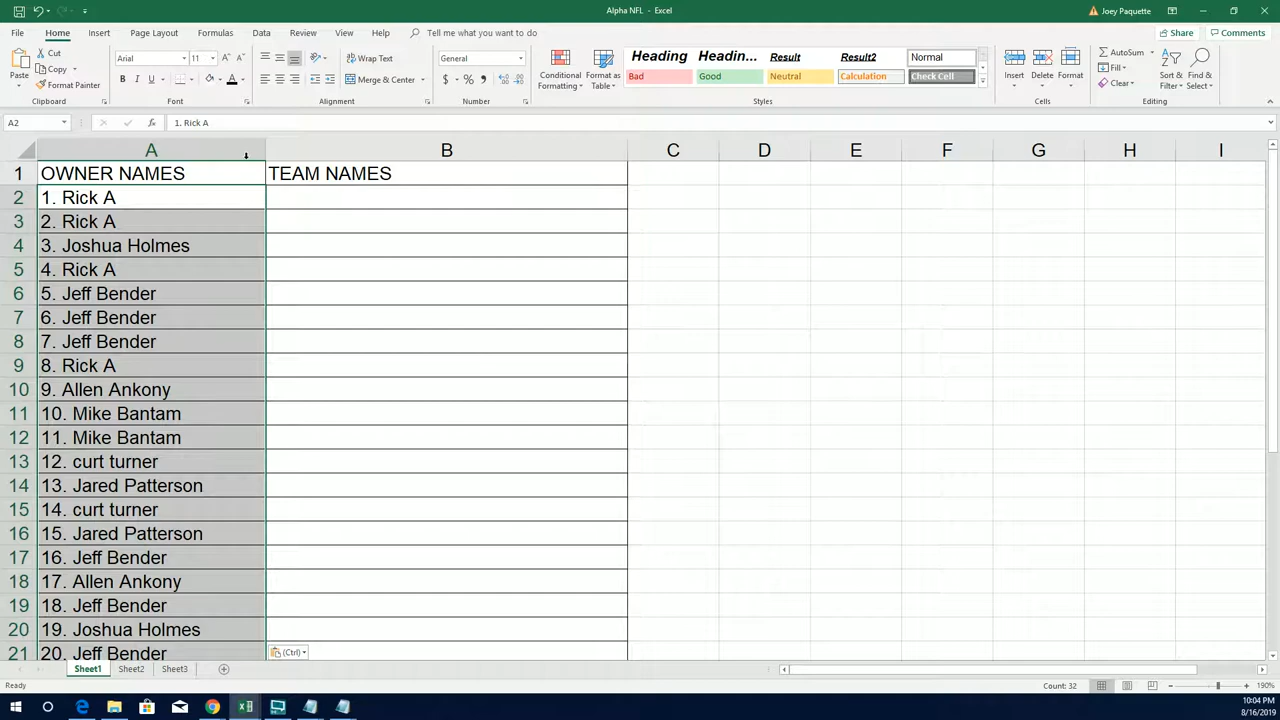 Alpha NFL - Excel
Joey Paquette
File Home Insert Page Layout Formulas Data Review View Help Tell me what you want to do
Share Comments
Paste
Cut
Copy
Format Painter
Clipboard
Arial 11
B I U
Font
Wrap Text
Merge & Center
Alignment
General
$ % ,
Number
Conditional Formatting
Format as Table
Heading Headin... Result Result2 Normal
Bad Good Neutral Calculation Check Cell
Styles
Insert Delete Format
Cells
AutoSum
Fill
Clear
Sort & Filter
Find & Select
Editing
A2
fx
1. Rick A
A B C D E F G H I
1 OWNER NAMES TEAM NAMES
2 1. Rick A
3 2. Rick A
4 3. Joshua Holmes
5 4. Rick A
6 5. Jeff Bender
7 6. Jeff Bender
8 7. Jeff Bender
9 8. Rick A
10 9. Allen Ankony
11 10. Mike Bantam
12 11. Mike Bantam
13 12. curt turner
14 13. Jared Patterson
15 14. curt turner
16 15. Jared Patterson
17 16. Jeff Bender
18 17. Allen Ankony
19 18. Jeff Bender
20 19. Joshua Holmes
21 20. Jeff Bender
(Ctrl)
Sheet1 Sheet2 Sheet3
Ready
Count: 32
190%
10:04 PM
8/16/2019